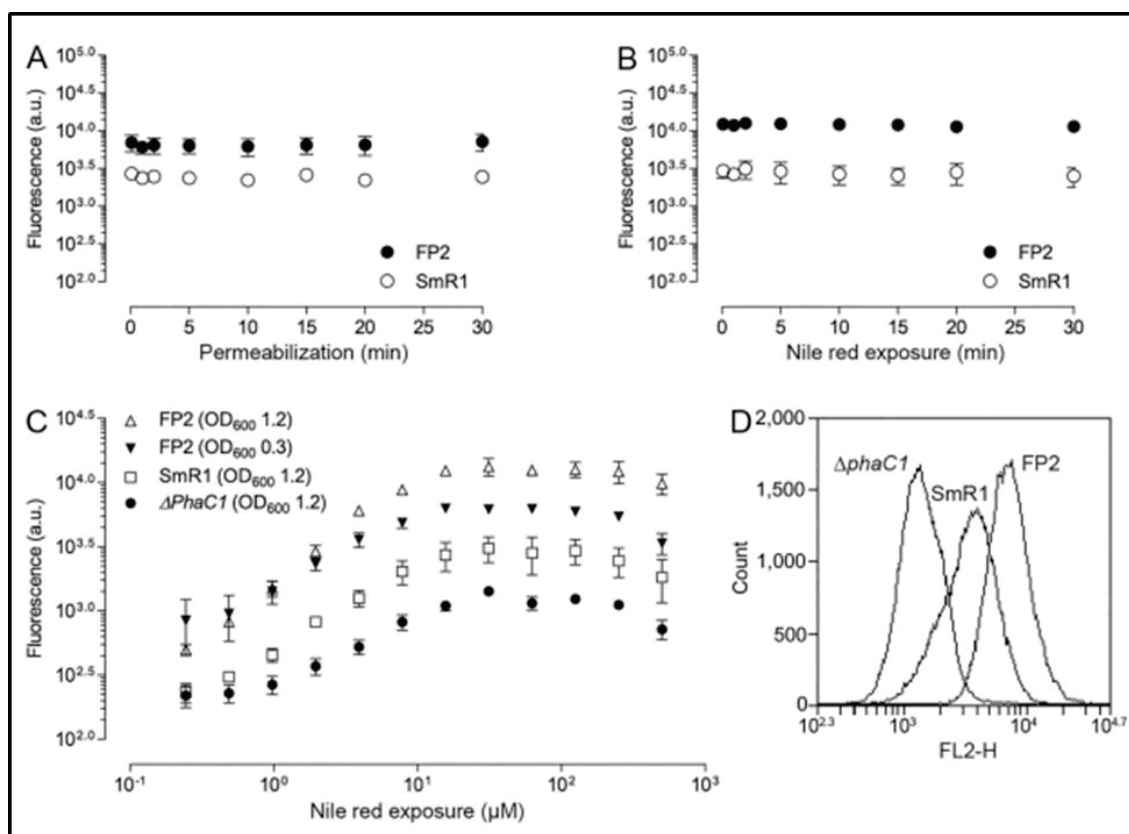 A
Fluorescence (a.u.)
10^5.0
10^4.5
10^4.0
10^3.5
10^3.0
10^2.5
10^2.0
FP2
SmR1
0 5 10 15 20 25 30
Permeabilization (min)
B
Fluorescence (a.u.)
10^5.0
10^4.5
10^4.0
10^3.5
10^3.0
10^2.5
10^2.0
FP2
SmR1
0 5 10 15 20 25 30
Nile red exposure (min)
C
Fluorescence (a.u.)
10^4.5
10^4.0
10^3.5
10^3.0
10^2.5
10^2.0
FP2 (OD600 1.2)
FP2 (OD600 0.3)
SmR1 (OD600 1.2)
ΔPhaC1 (OD600 1.2)
10^-1 10^0 10^1 10^2 10^3
Nile red exposure (µM)
D
Count
2,000
1,500
1,000
500
0
ΔphaC1
SmR1
FP2
10^2.3 10^3 10^4 10^4.7
FL2-H